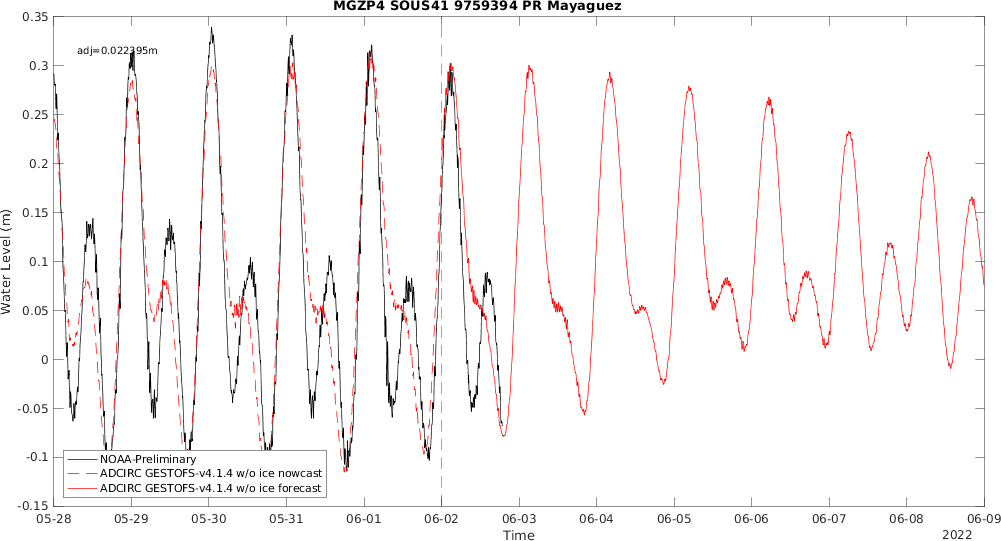 MGZP4 SOUS41 9759394 PR Mayaguez
adj=0.022395m
Water Level (m)
0.35
0.3
0.25
0.2
0.15
0.1
0.05
0
-0.05
-0.1
-0.15
NOAA-Preliminary
ADCIRC GESTOFS-v4.1.4 w/o ice nowcast
ADCIRC GESTOFS-v4.1.4 w/o ice forecast
05-28 05-29 05-30 05-31 06-01 06-02 06-03 06-04 06-05 06-06 06-07 06-08 06-09
Time
2022